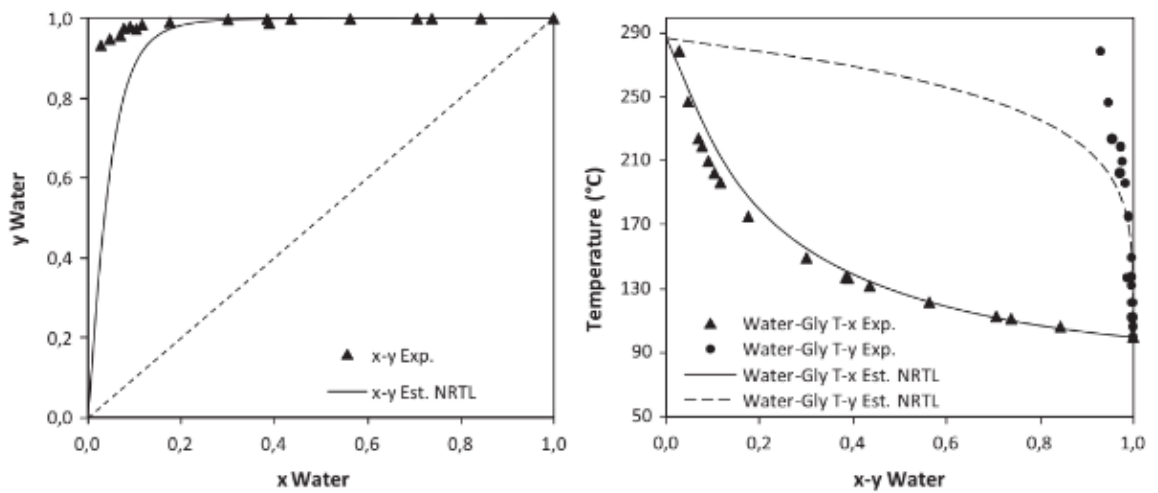 1,0
0,8
0,6
0,4
0,2
0,0
y Water
x-y Exp.
x-y Est. NRTL
0,0 0,2 0,4 0,6 0,8 1,0
x Water
290
250
210
170
130
90
50
Temperature (°C)
Water-Gly T-x Exp.
Water-Gly T-y Exp.
Water-Gly T-x Est. NRTL
Water-Gly T-y Est. NRTL
0,0 0,2 0,4 0,6 0,8 1,0
x-y Water